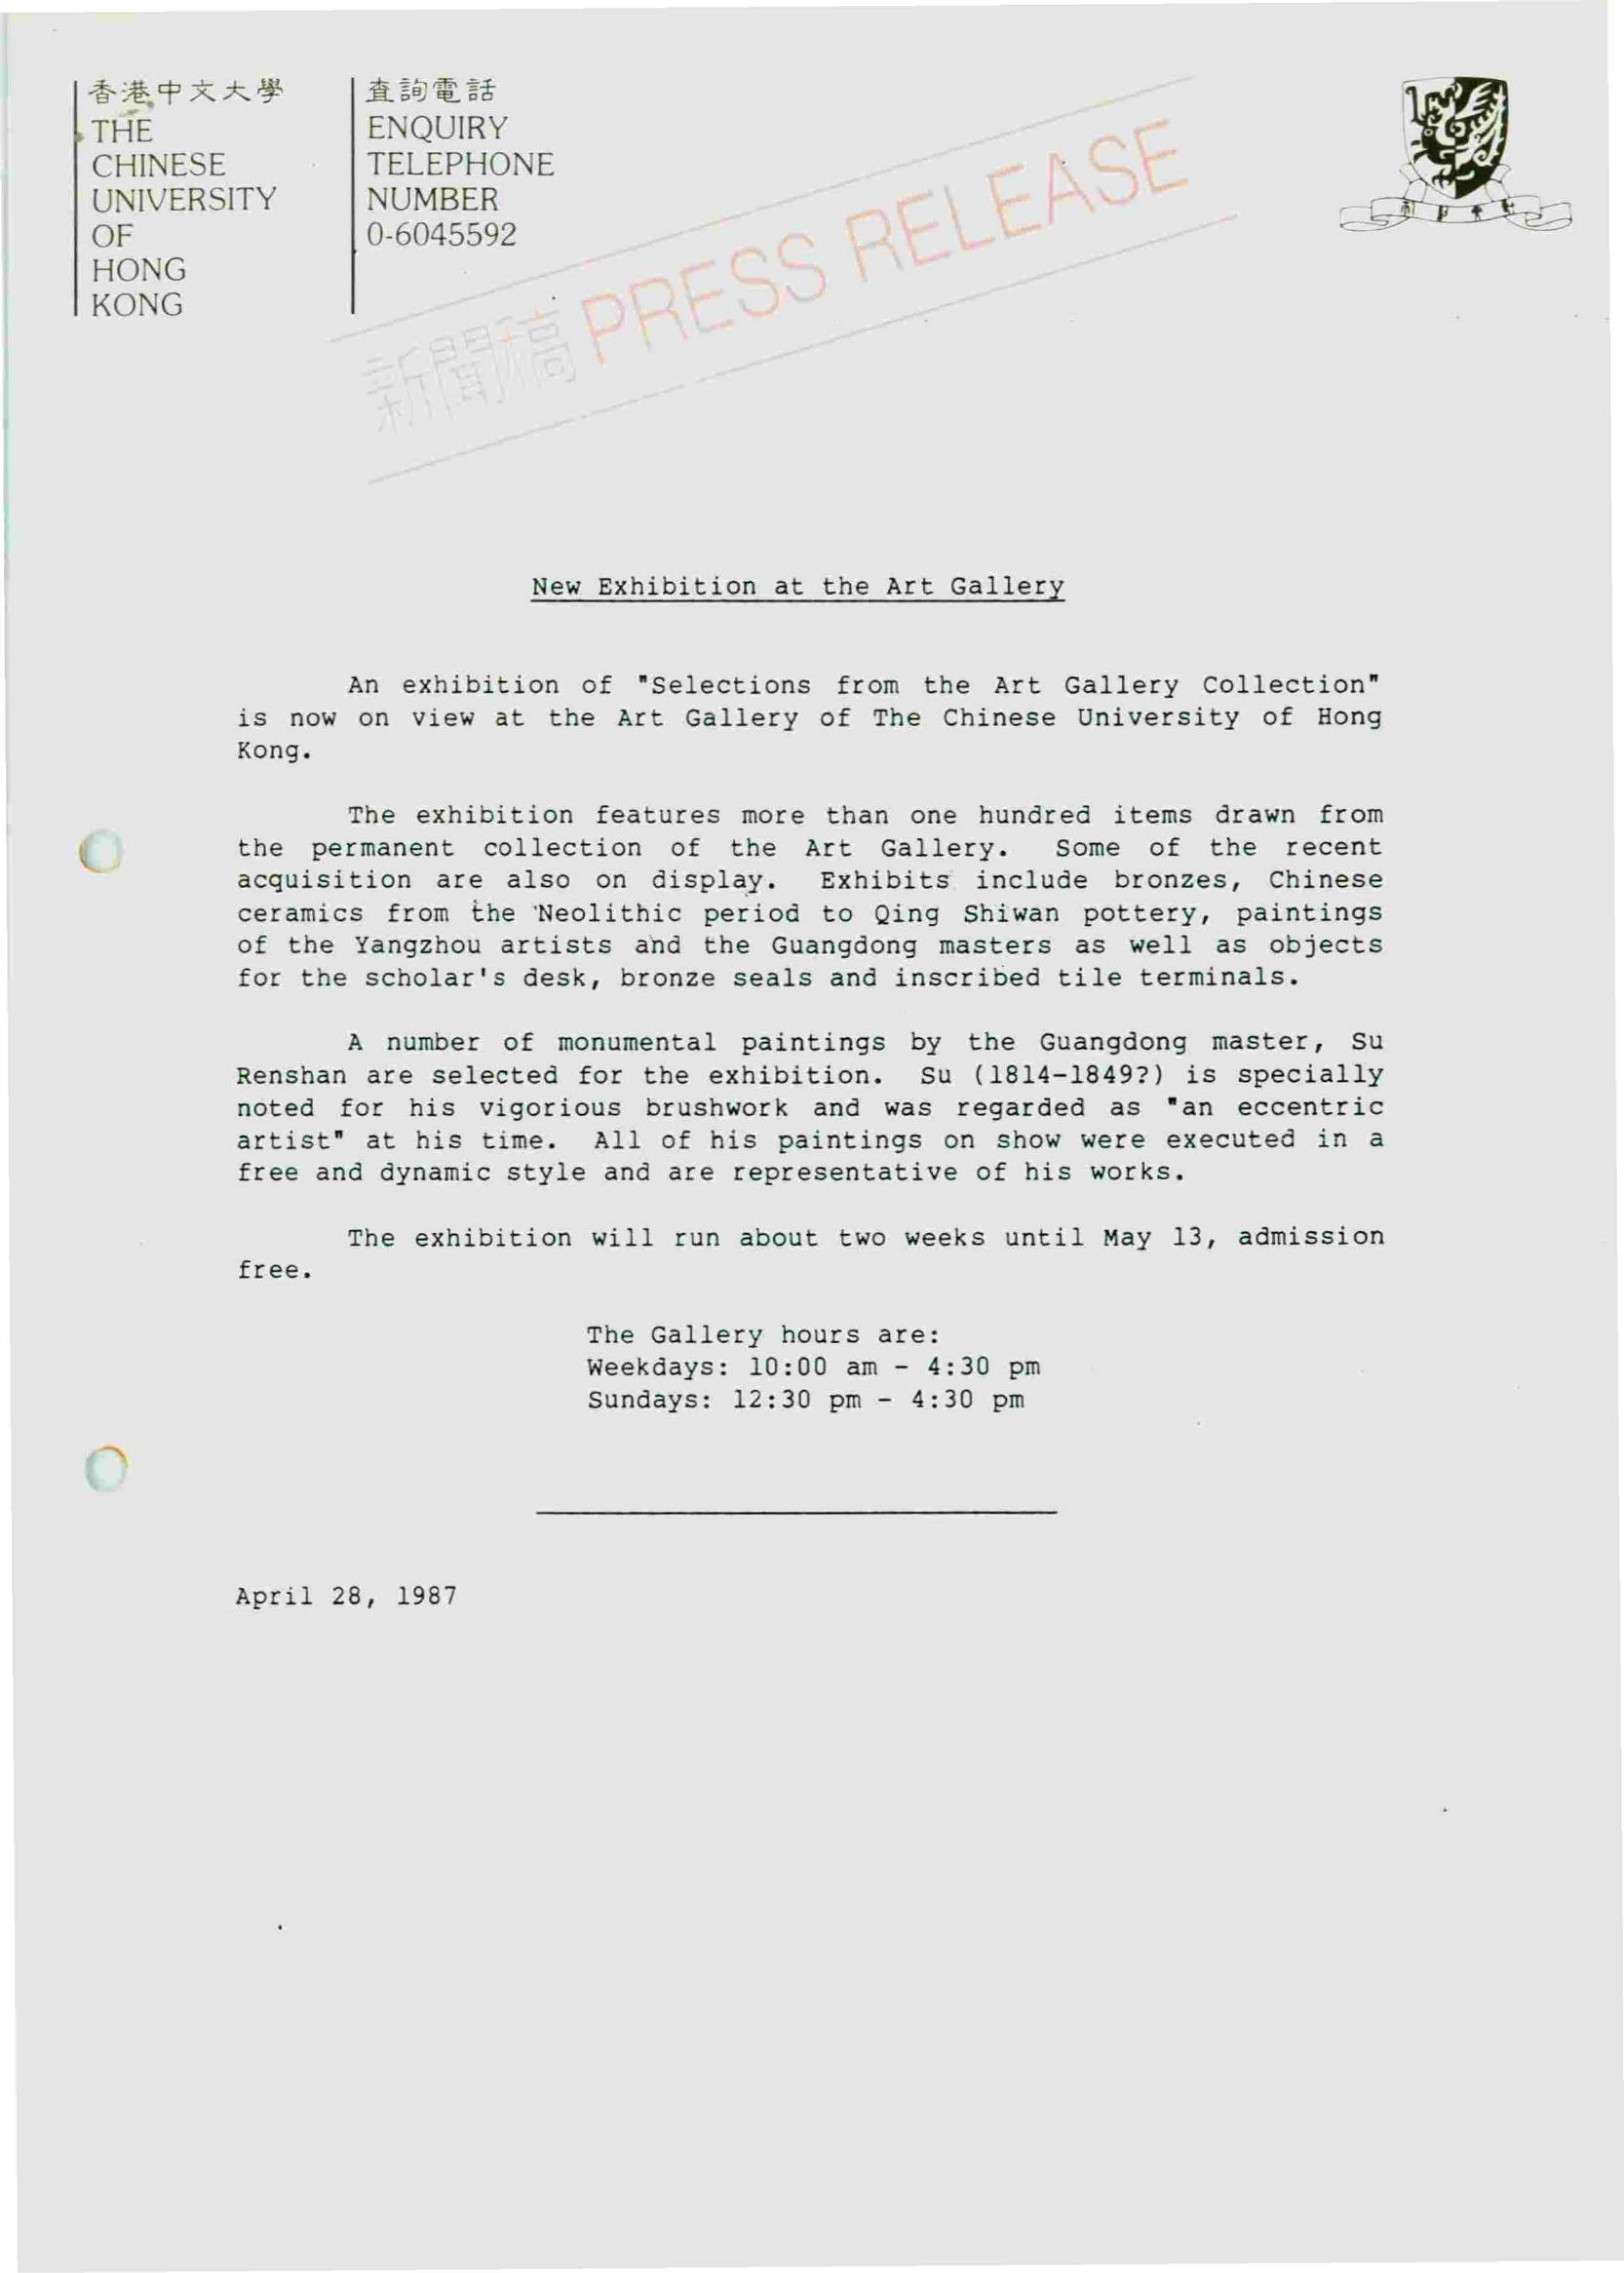 香港中文大學
THE
CHINESE
UNIVERSITY
OF
HONG
KONG
查詢電話
ENQUIRY
TELEPHONE
NUMBER
0-6045592
新聞稿 PRESS RELEASE
New Exhibition at the Art Gallery
An exhibition of "Selections from the Art Gallery Collection"
is now on view at the Art Gallery of The Chinese University of Hong
Kong.
The exhibition features more than one hundred items drawn from
the permanent collection of the Art Gallery. Some of the recent
acquisition are also on display. Exhibits include bronzes, Chinese
ceramics from the Neolithic period to Qing Shiwan pottery, paintings
of the Yangzhou artists and the Guangdong masters as well as objects
for the scholar's desk, bronze seals and inscribed tile terminals.
A number of monumental paintings by the Guangdong master, Su
Renshan are selected for the exhibition. Su (1814-1849?) is specially
noted for his vigorious brushwork and was regarded as "an eccentric
artist" at his time. All of his paintings on show were executed in a
free and dynamic style and are representative of his works.
The exhibition will run about two weeks until May 13, admission
free.
The Gallery hours are:
Weekdays: 10:00 am - 4:30 pm
Sundays: 12:30 pm - 4:30 pm
April 28, 1987